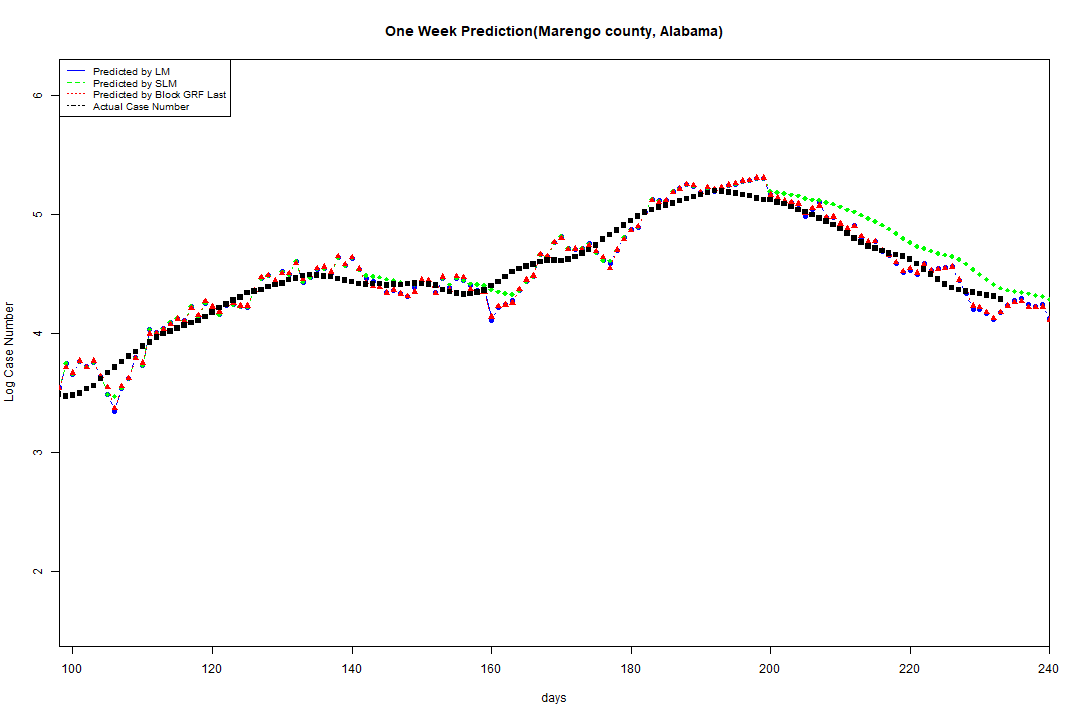 One Week Prediction(Marengo county, Alabama)
Predicted by LM
Predicted by SLM
Predicted by Block GRF Last
Actual Case Number
6
5
4
3
2
Log Case Number
100 120 140 160 180 200 220 240
days